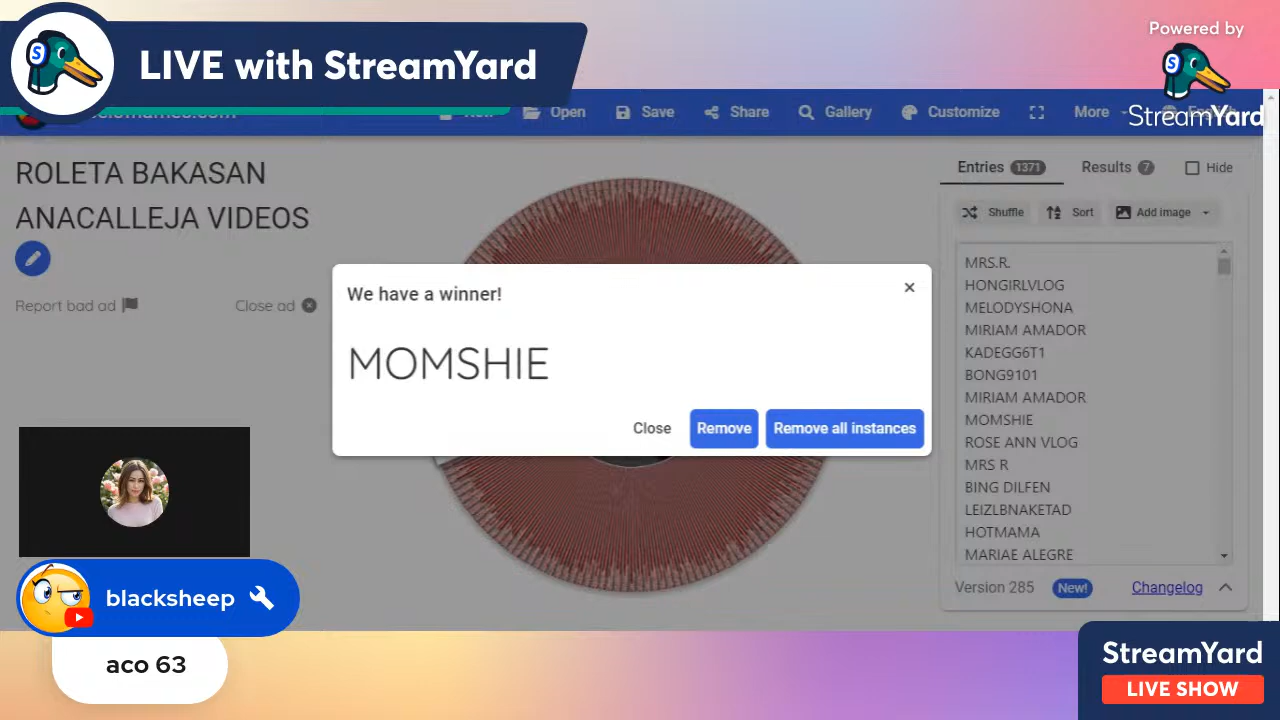 LIVE with StreamYard
Powered by
StreamYard
Open
Save
Share
Gallery
Customize
More
ROLETA BAKASAN
ANACALLEJA VIDEOS
Report bad ad
Close ad
Entries 1371
Results 7
Hide
Shuffle
Sort
Add image
MRS.R.
HONGIRLVLOG
MELODYSHONA
MIRIAM AMADOR
KADEGG6T1
BONG9101
MIRIAM AMADOR
MOMSHIE
ROSE ANN VLOG
MRS R
BING DILFEN
LEIZLBNAKETAD
HOTMAMA
MARIAE ALEGRE
Version 285
New!
Changelog
We have a winner!
MOMSHIE
Close
Remove
Remove all instances
S
blacksheep
aco 63
StreamYard
LIVE SHOW